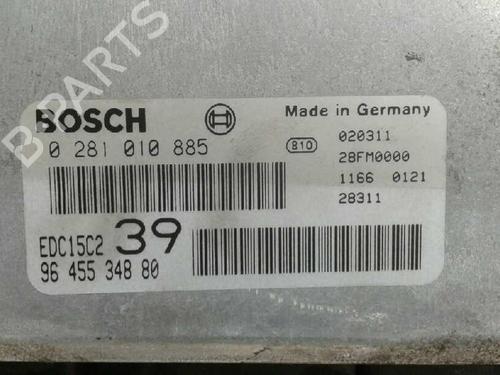 B PARTS
BOSCH
Made in Germany
0 281 010 885
B10
020311
28FM0000
1166 0121
28311
EDC15C2 39
96 455 348 80